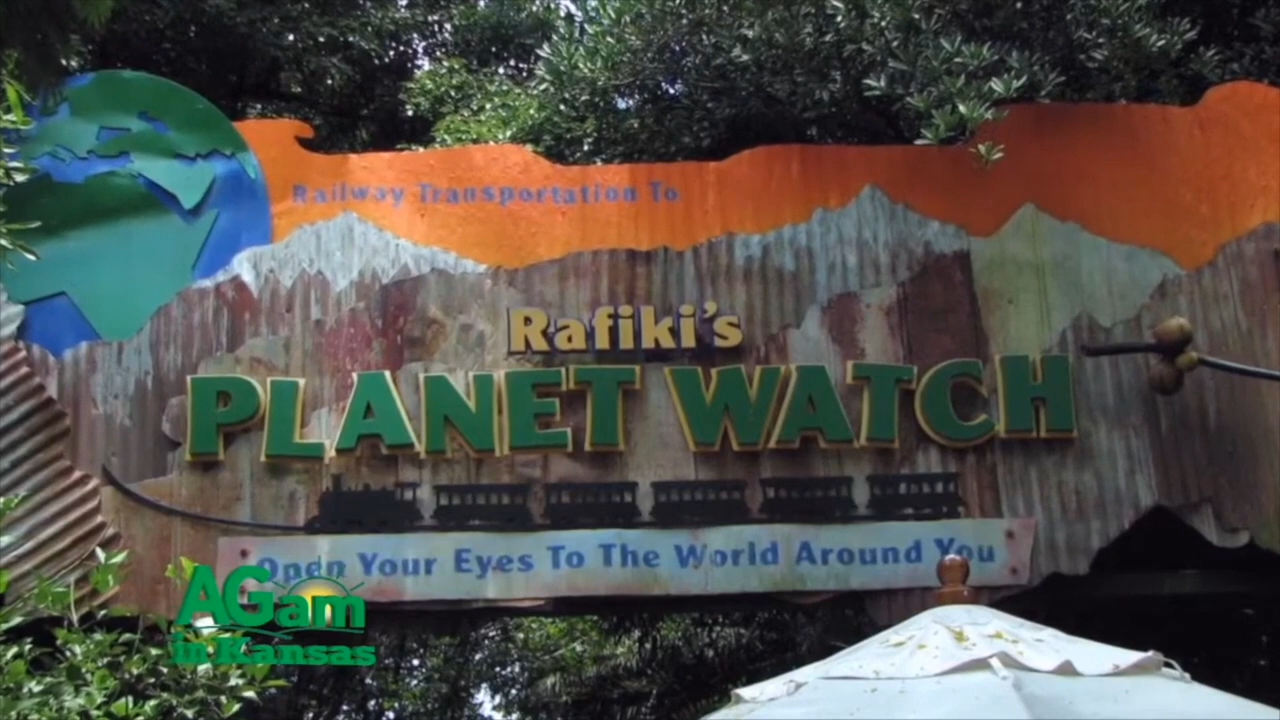 Railway Transportation To
Rafiki's
PLANET WATCH
Open Your Eyes To The World Around You
AGam
in Kansas